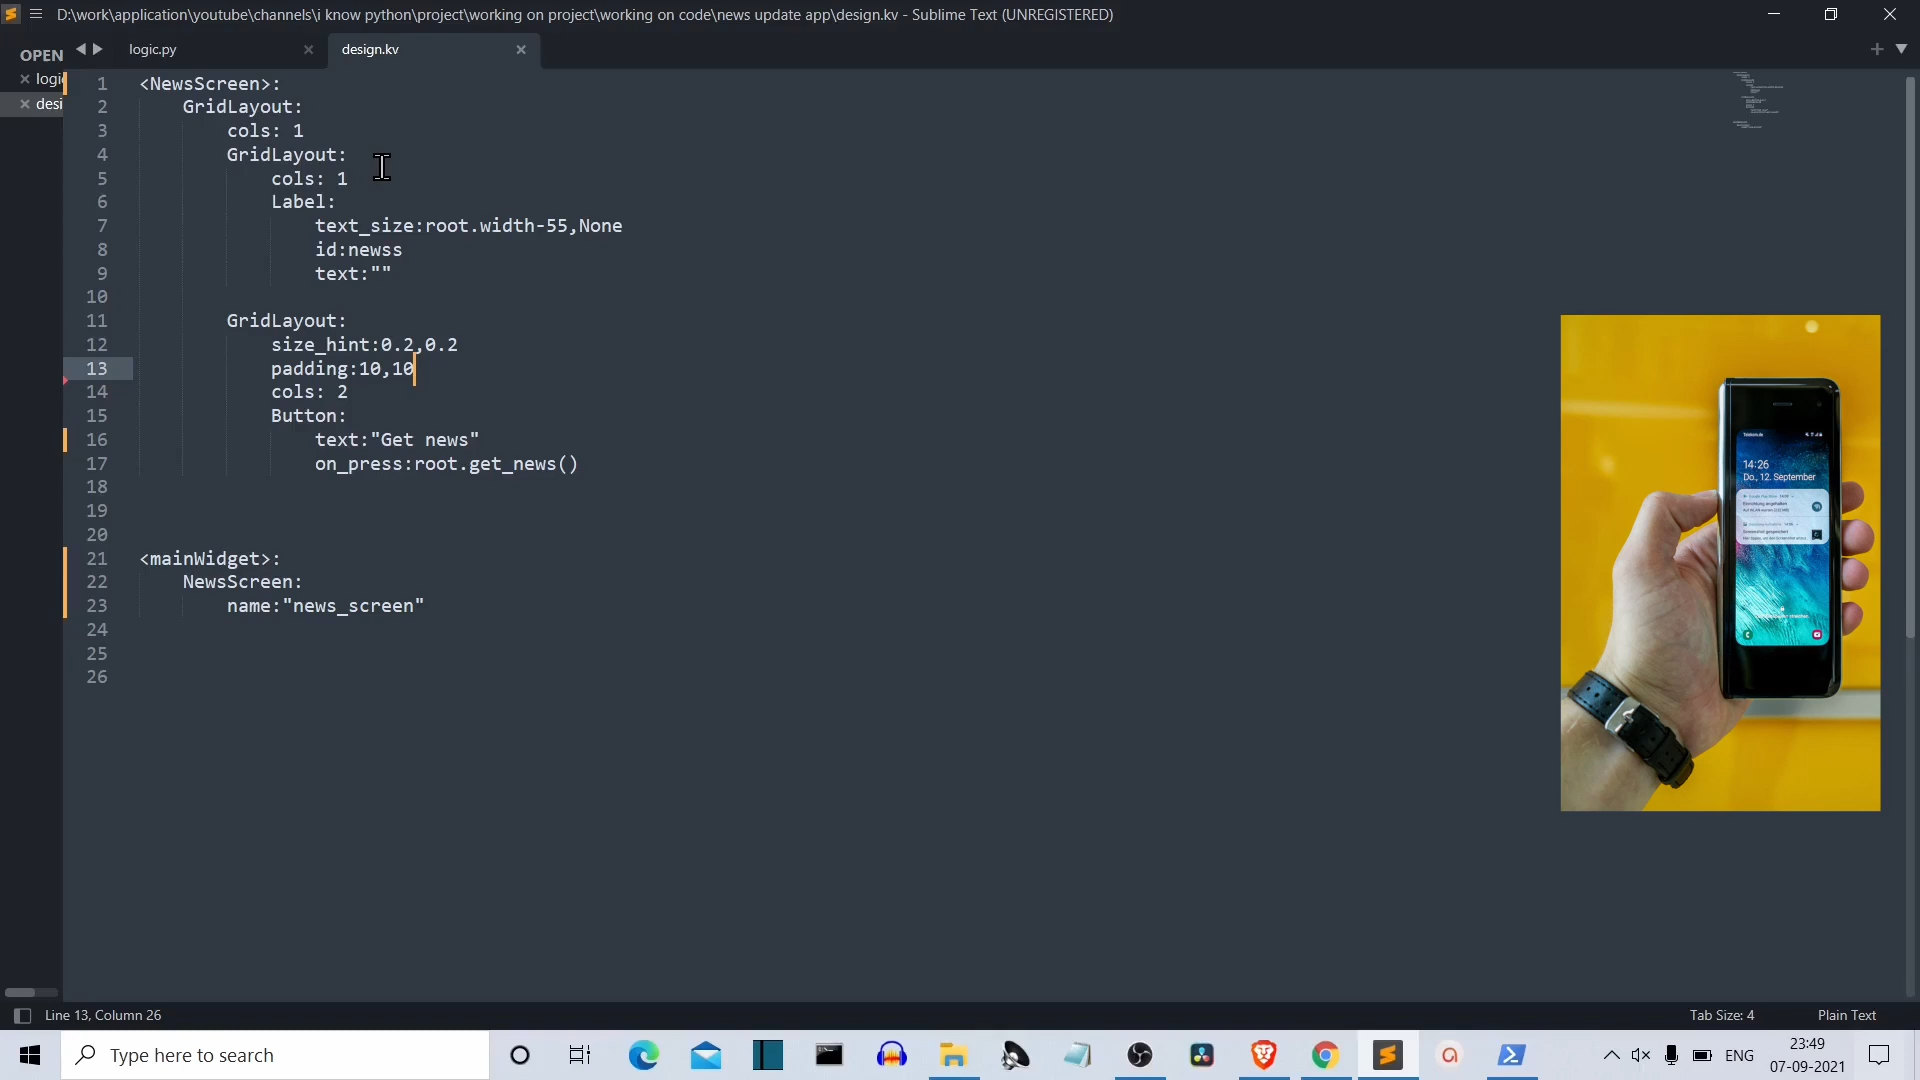 D:\work\application\youtube\channels\i know python\project\working on project\working on code\news update app\design.kv - Sublime Text (UNREGISTERED)
OPEN
logic.py
design.kv
logi
desi
1 <NewsScreen>:
2 GridLayout:
3 cols: 1
4 GridLayout:
5 cols: 1
6 Label:
7 text_size:root.width-55,None
8 id:newss
9 text:""
10
11 GridLayout:
12 size_hint:0.2,0.2
13 padding:10,10
14 cols: 2
15 Button:
16 text:"Get news"
17 on_press:root.get_news()
18
19
20
21 <mainWidget>:
22 NewsScreen:
23 name:"news_screen"
24
25
26
14:26
Do., 12. September
Line 13, Column 26
Tab Size: 4
Plain Text
Type here to search
ENG
23:49
07-09-2021